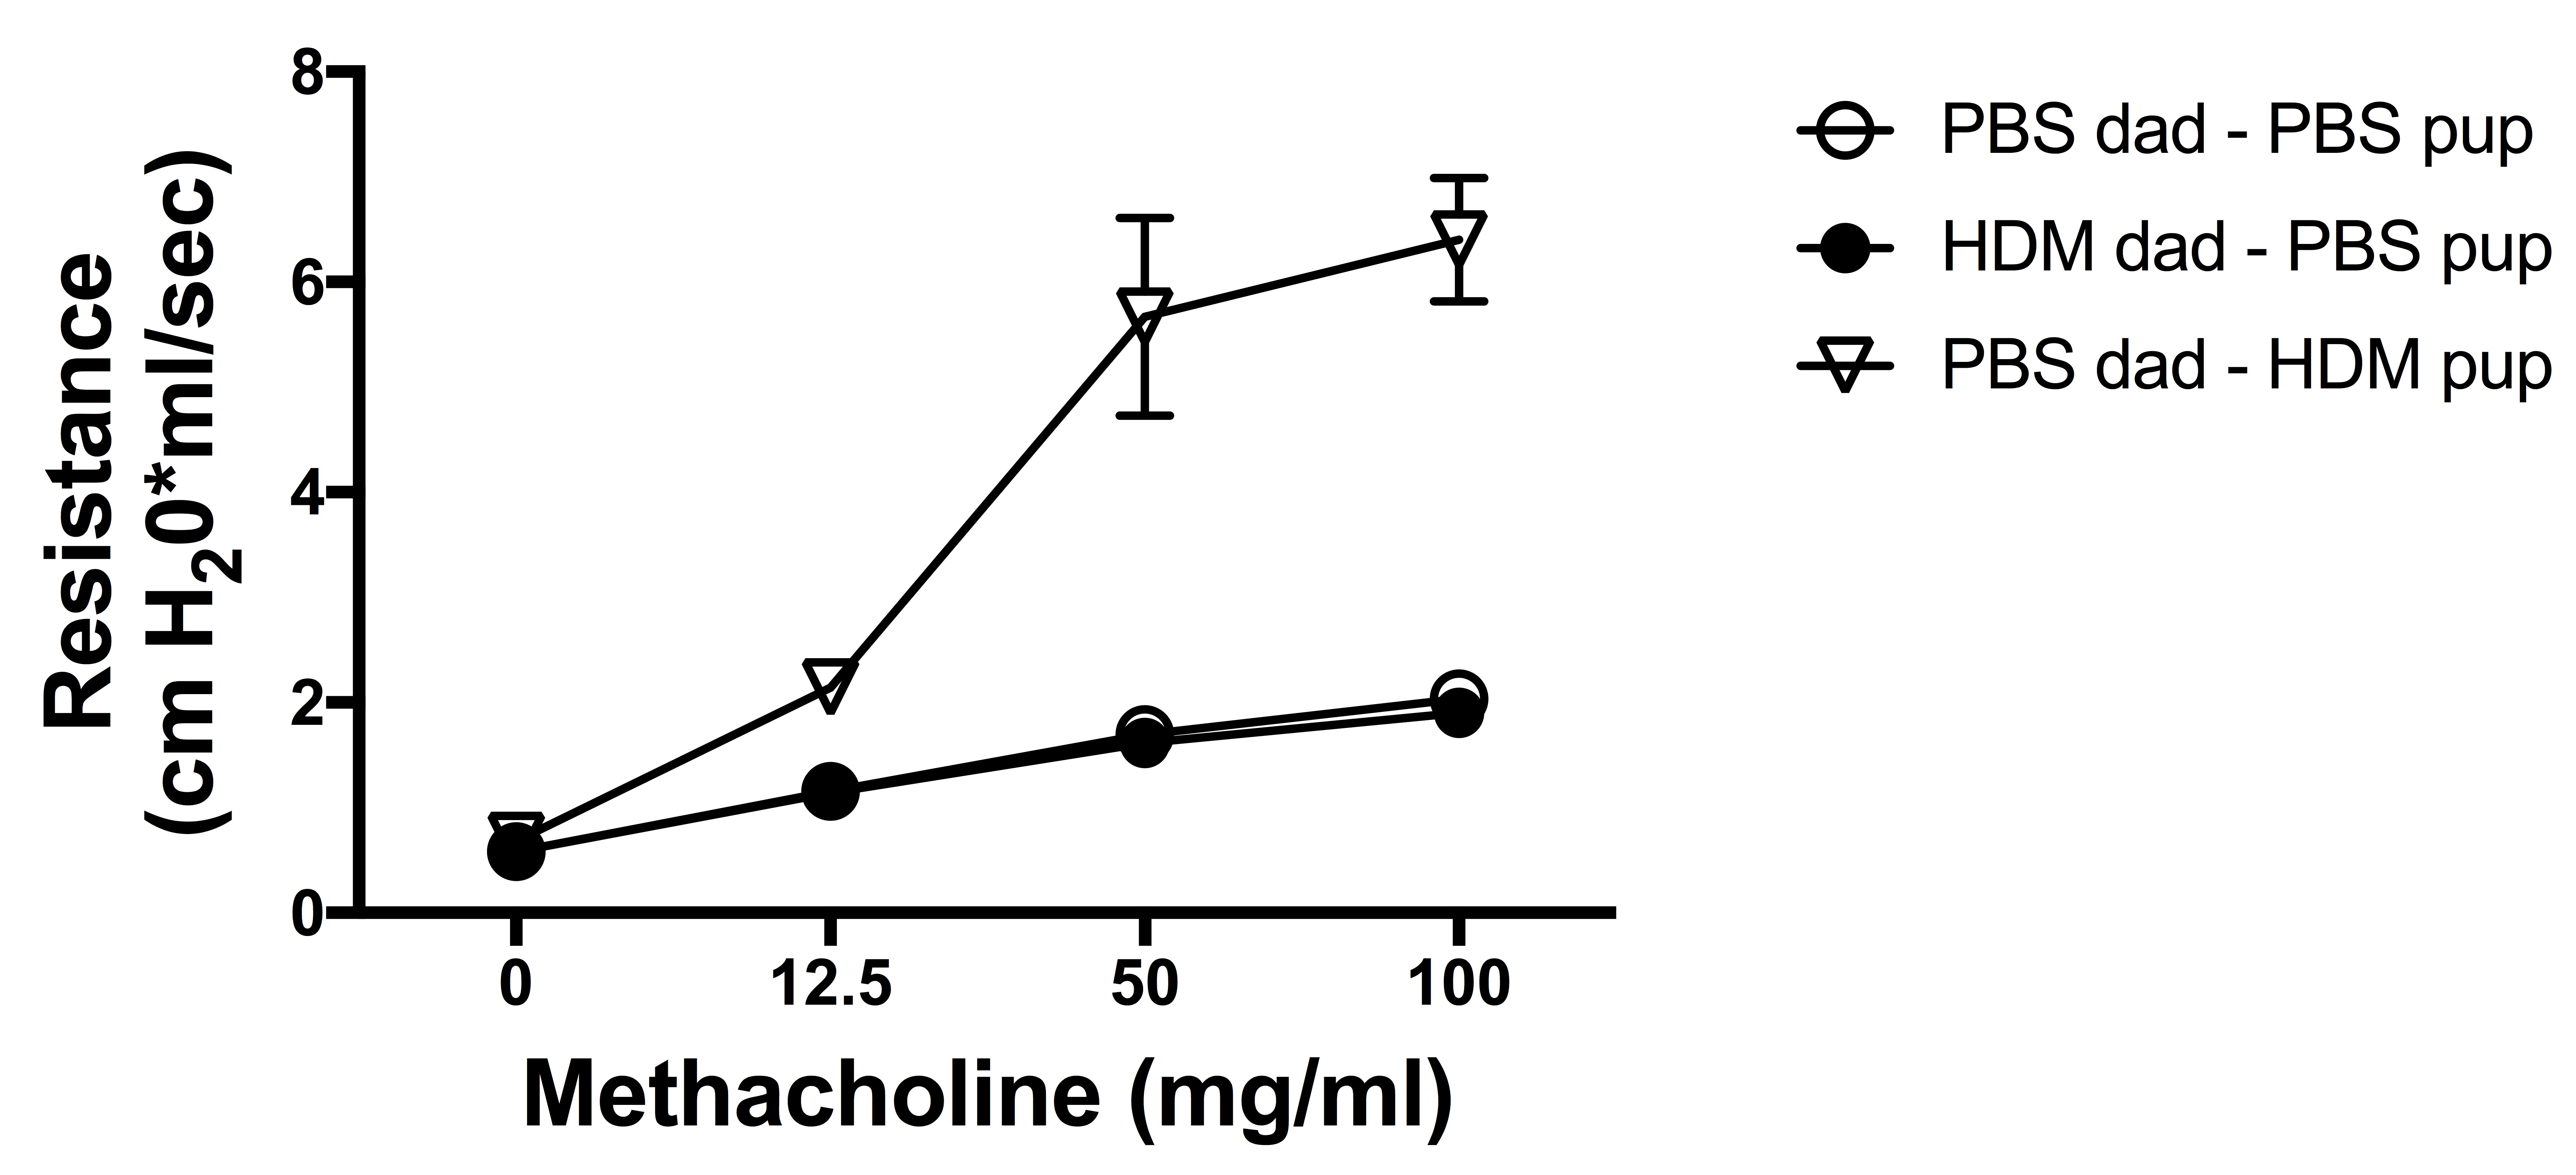 Resistance
(cm H₂0*ml/sec)
8
6
4
2
0
0 12.5 50 100
Methacholine (mg/ml)
PBS dad - PBS pup
HDM dad - PBS pup
PBS dad - HDM pup